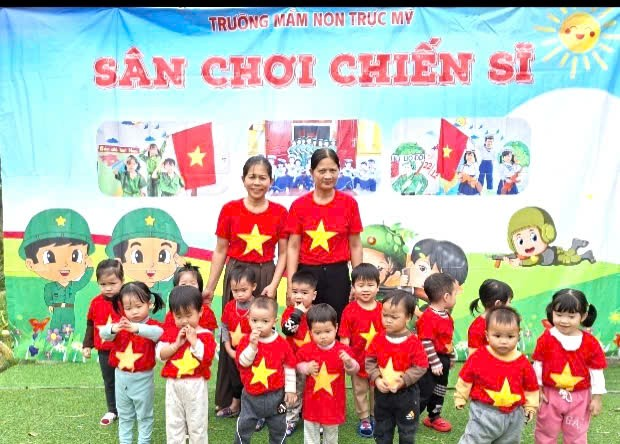 TRƯỜNG MẦM NON TRỰC MỸ
SÂN CHƠI CHIẾN SĨ